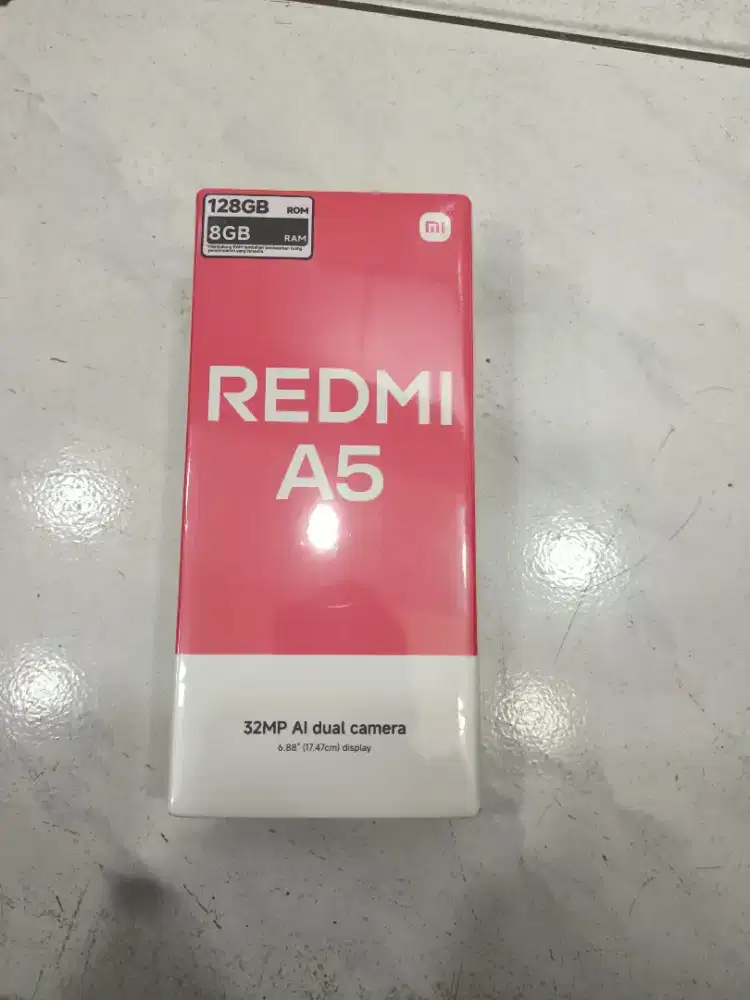 128GB ROM
8GB RAM
mi
REDMI
A5
32MP AI dual camera
6.88" (17.47cm) display